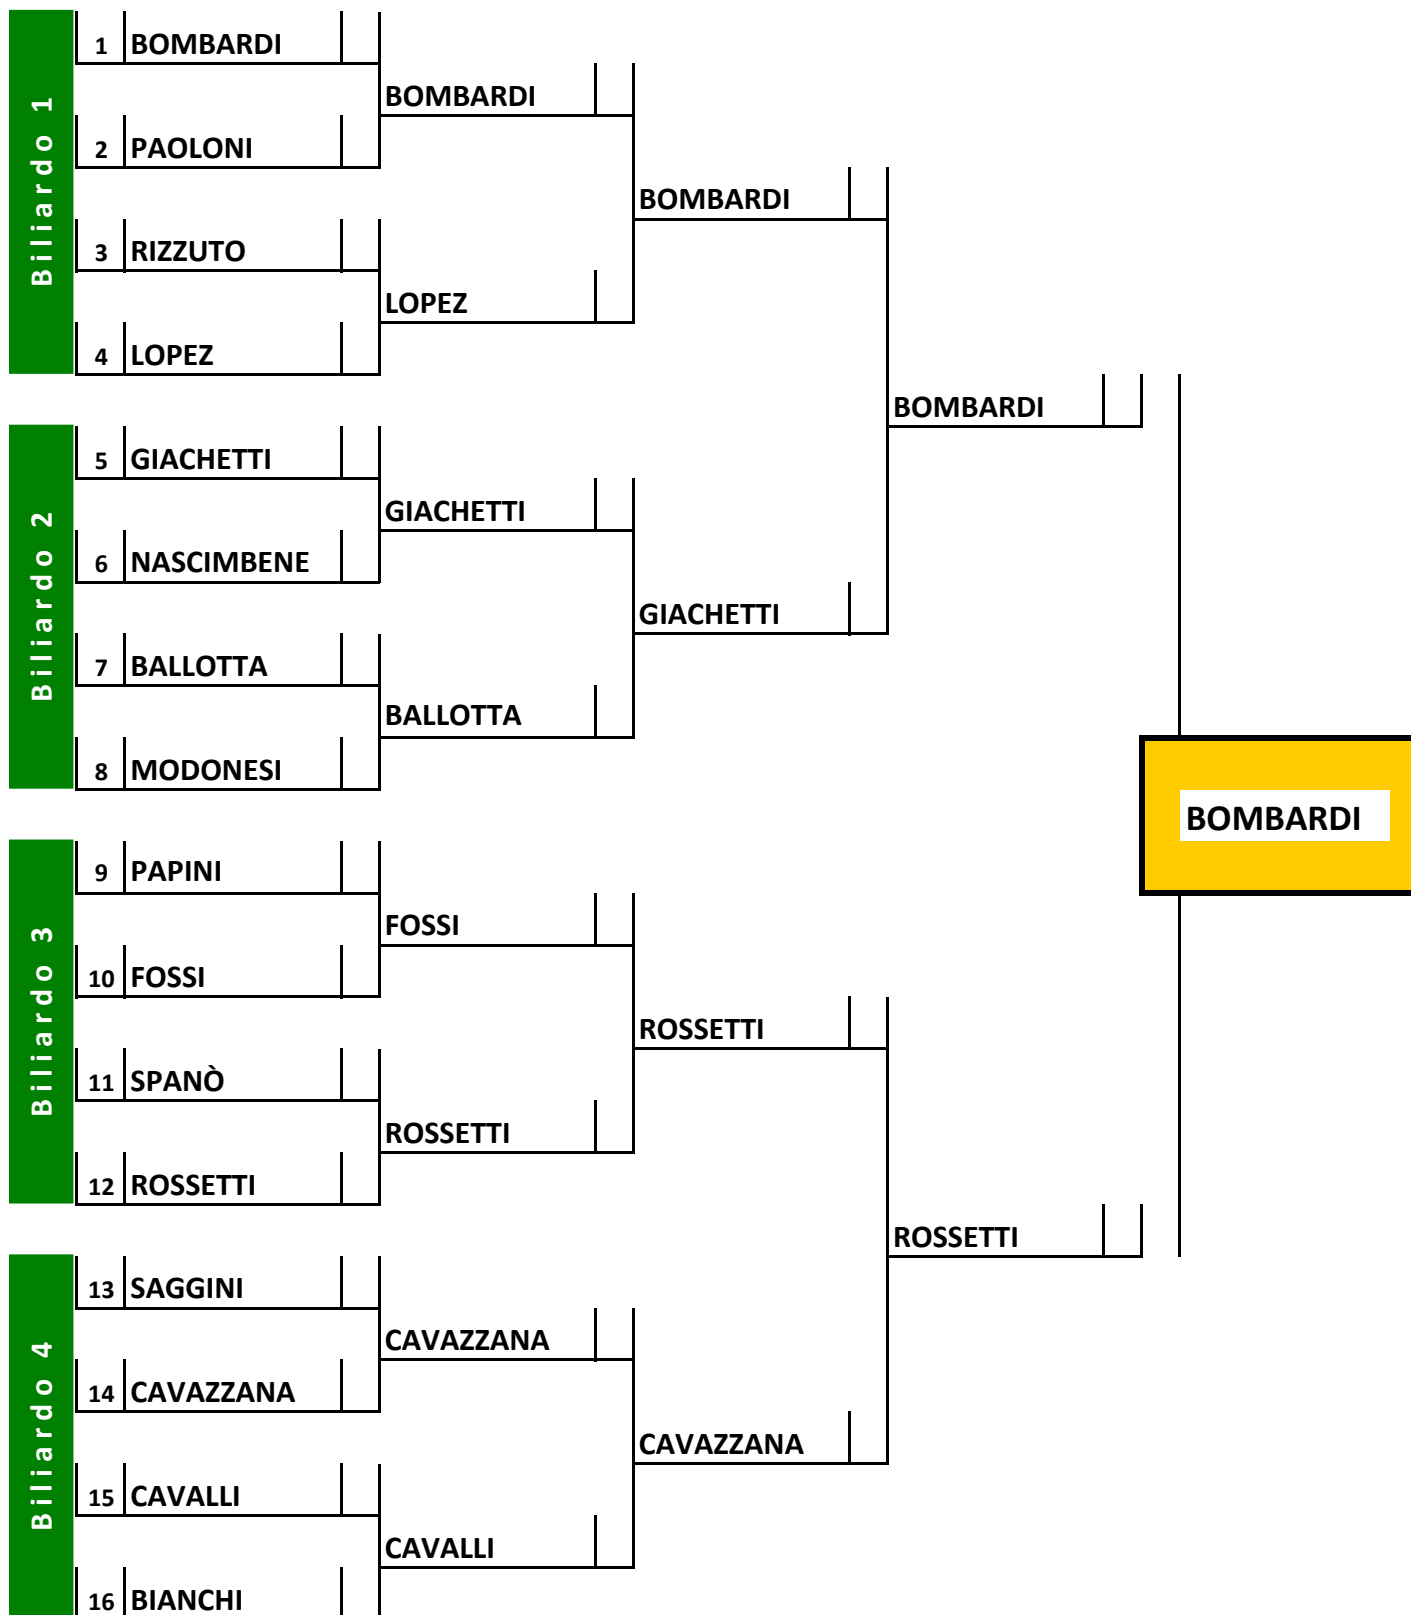 Biliardo 1
1 BOMBARDI
2 PAOLONI
3 RIZZUTO
4 LOPEZ
Biliardo 2
5 GIACHETTI
6 NASCIMBENE
7 BALLOTTA
8 MODONESI
Biliardo 3
9 PAPINI
10 FOSSI
11 SPANÒ
12 ROSSETTI
Biliardo 4
13 SAGGINI
14 CAVAZZANA
15 CAVALLI
16 BIANCHI
BOMBARDI
LOPEZ
GIACHETTI
BALLOTTA
FOSSI
ROSSETTI
CAVAZZANA
CAVALLI
BOMBARDI
GIACHETTI
ROSSETTI
CAVAZZANA
BOMBARDI
ROSSETTI
BOMBARDI